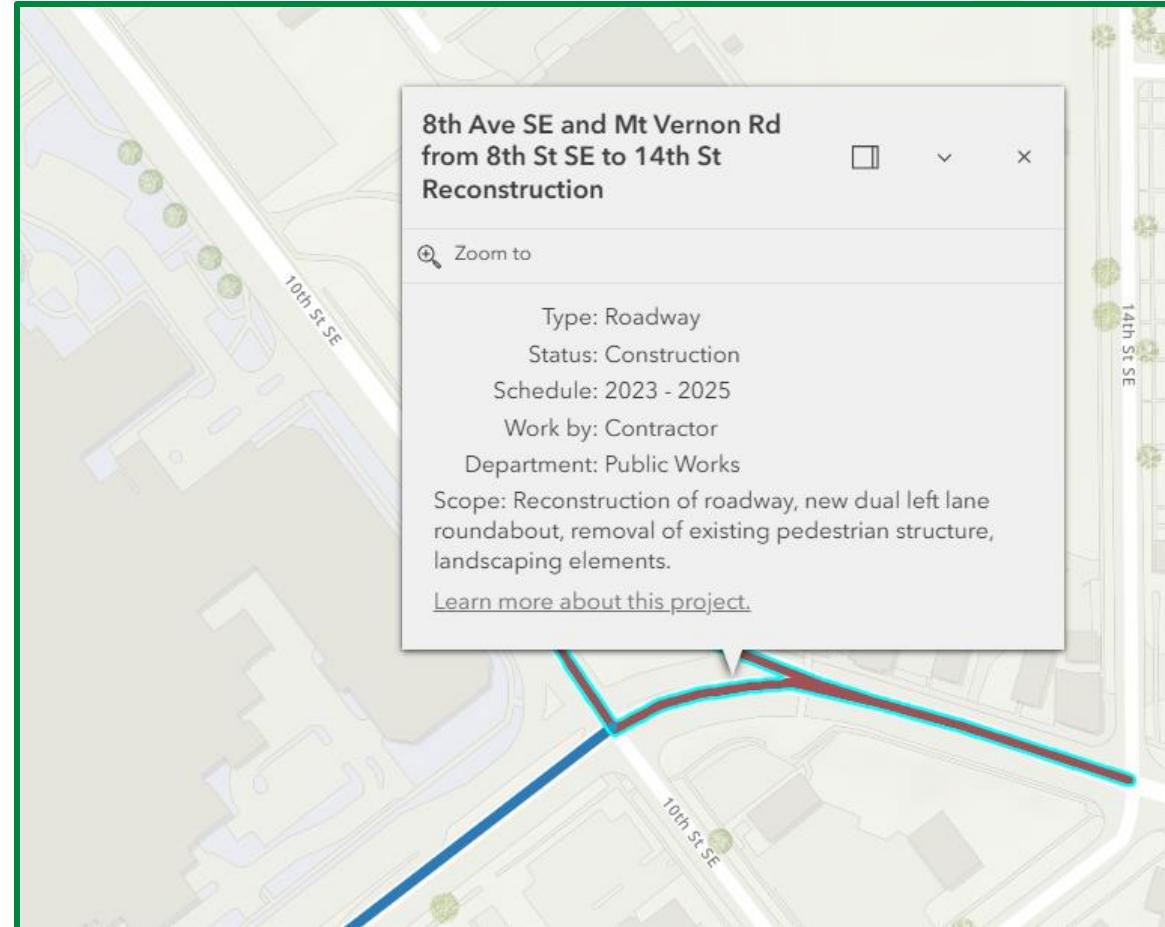 8th Ave SE and Mt Vernon Rd
from 8th St SE to 14th St
Reconstruction
Zoom to
Type: Roadway
Status: Construction
Schedule: 2023 - 2025
Work by: Contractor
Department: Public Works
Scope: Reconstruction of roadway, new dual left lane
roundabout, removal of existing pedestrian structure,
landscaping elements.
Learn more about this project.
10th St SE
14th St SE
10th St SE